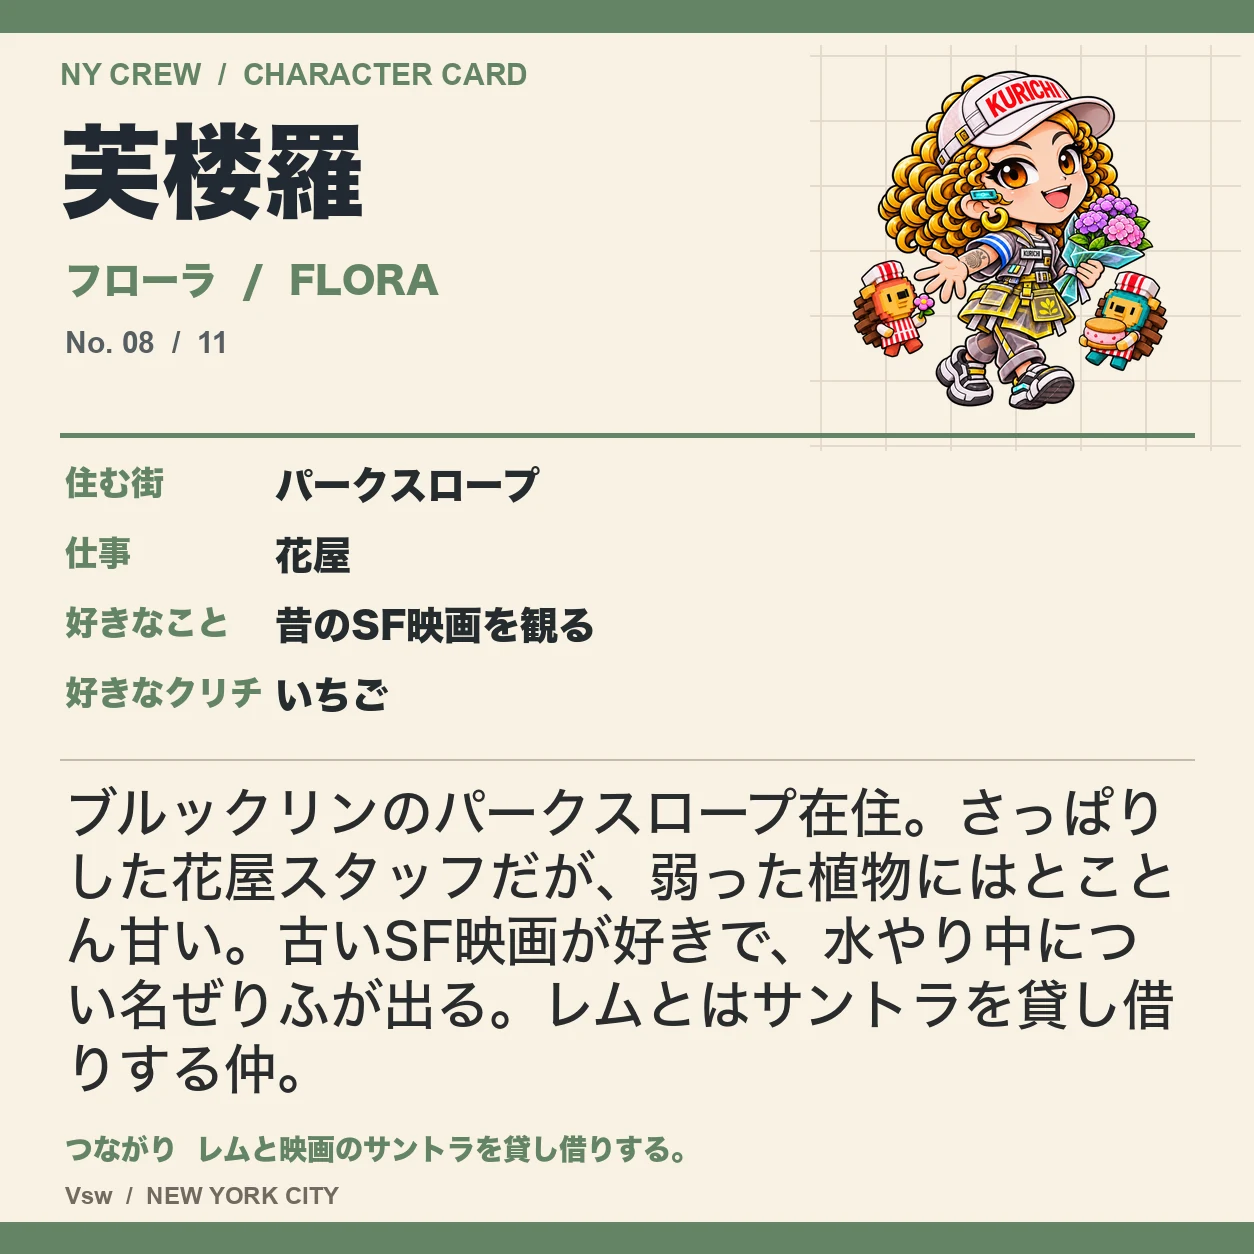 NY CREW / CHARACTER CARD
KURICHI
芙楼羅
フローラ / FLORA
KURICHI
No. 08 / 11
住む街 パークスロープ
仕事 花屋
好きなこと 昔のSF映画を観る
好きなクリチ いちご
ブルックリンのパークスロープ在住。さっぱり
した花屋スタッフだが、弱った植物にはとこと
ん甘い。古いSF映画が好きで、水やり中につ
い名ぜりふが出る。レムとはサントラを貸し借
りする仲。
つながり レムと映画のサントラを貸し借りする。
Vsw / NEW YORK CITY